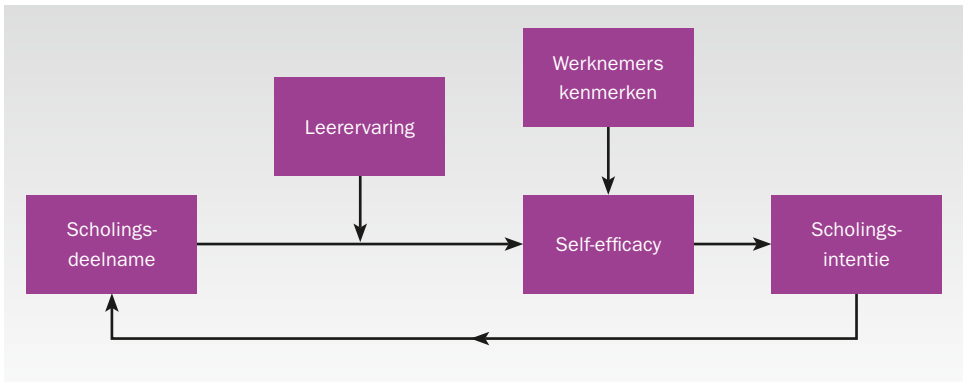 Werknemers
kenmerken
Leerervaring
Scholings-
deelname
Self-efficacy
Scholings-
intentie